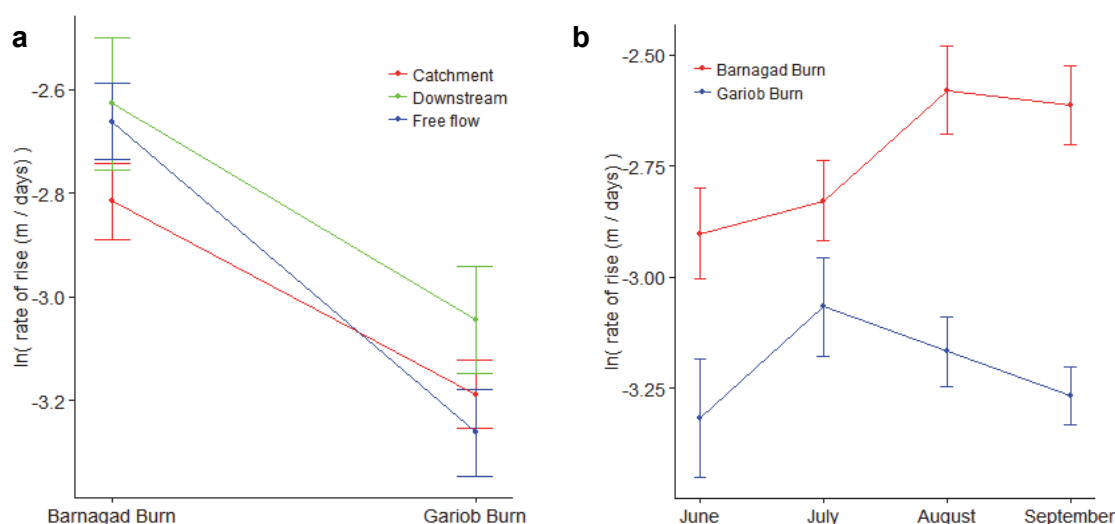 a
ln( rate of rise (m / days) )
-2.6
-2.8
-3.0
-3.2
Catchment
Downstream
Free flow
Barnagad Burn
Gariob Burn
b
ln( rate of rise (m / days) )
-2.50
-2.75
-3.00
-3.25
Barnagad Burn
Gariob Burn
June
July
August
September